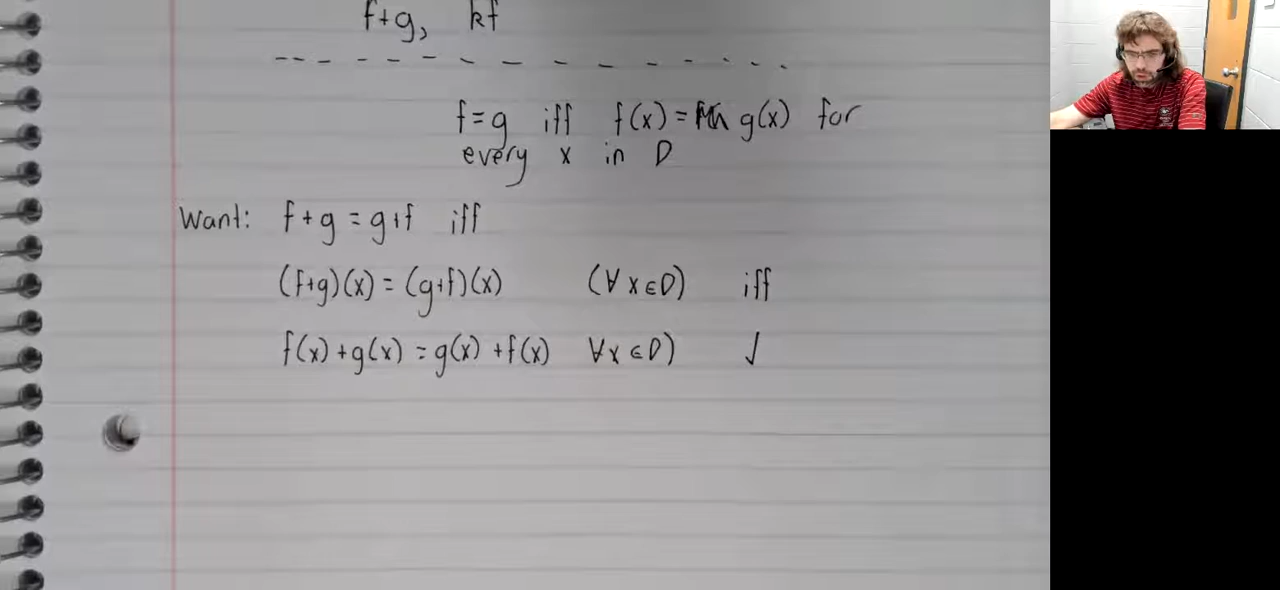 f+g, kf
f=g iff f(x) = g(x) for
every x in D
Want: f+g = g+f iff
(f+g)(x) = (g+f)(x) (∀ x∈D) iff
f(x) + g(x) = g(x) + f(x) ∀x∈D) ✓